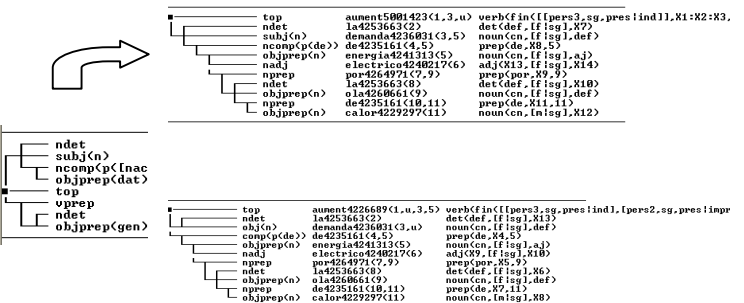 top aument5001423(1,3,u) verb(fin([[pers3,sg,pres|ind]],X1:X2:X3,
ndet la4253663(2) det(def,[f|sg],X7)
subj(n) demanda4236031(3,5) noun(cn,[f|sg],def)
ncomp(p(de)) de4235161(4,5) prep(de,X8,5)
objprep(n) energia4241313(5) noun(cn,[f|sg],aj)
nadj electrico4240217(6) adj(X13,[f|sg],X14)
nprep por4264971(7,9) prep(por,X9,9)
ndet la4253663(8) det(def,[f|sg],X10)
objprep(n) ola4260661(9) noun(cn,[f|sg],def)
nprep de4235161(10,11) prep(de,X11,11)
objprep(n) calor4229297(11) noun(cn,[m|sg],X12)
ndet
subj(n)
ncomp(p([nac
objprep(dat)
top
vprep
ndet
objprep(gen)
top aument4226689(1,u,3,5) verb(fin([[pers3,sg,pres|ind],[pers2,sg,pres|impr
ndet la4253663(2) det(def,[f|sg],X13)
obj(n) demanda4236031(3,u) noun(cn,[f|sg],def)
comp(p(de)) de4235161(4,5) prep(de,X4,5)
objprep(n) energia4241313(5) noun(cn,[f|sg],aj)
nadj electrico4240217(6) adj(X9,[f|sg],X10)
nprep por4264971(7,9) prep(por,X5,9)
ndet la4253663(8) det(def,[f|sg],X6)
objprep(n) ola4260661(9) noun(cn,[f|sg],def)
nprep de4235161(10,11) prep(de,X7,11)
objprep(n) calor4229297(11) noun(cn,[m|sg],X8)